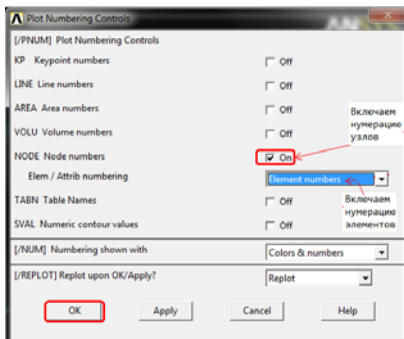 Plot Numbering Controls
[/PNUM] Plot Numbering Controls
KP Keypoint numbers Off
LINE Line numbers Off
AREA Area numbers Off
VOLU Volume numbers Off
NODE Node numbers On
Elem / Attrib numbering Element numbers
TABN Table Names Off
SVAL Numeric contour values Off
[/NUM] Numbering shown with Colors & numbers
[/REPLOT] Replot upon OK/Apply? Replot
OK Apply Cancel Help
Включаем
нумерацию
узлов
Включаем
нумерацию
элементов